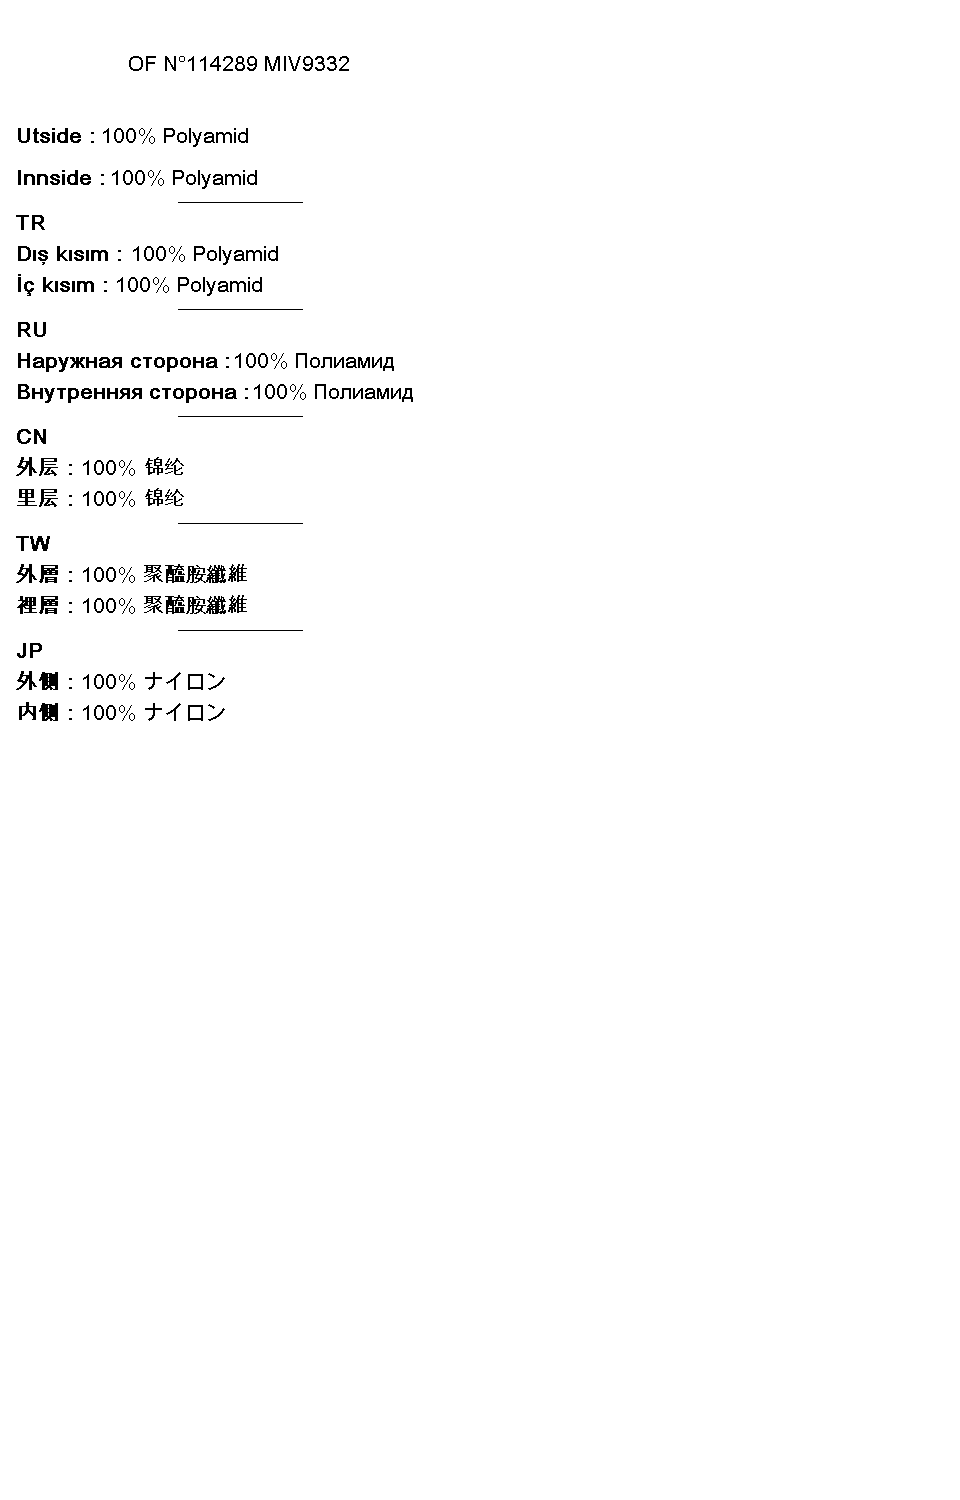 OF N°114289 MIV9332
Utside : 100% Polyamid
Innside : 100% Polyamid
TR
Dış kısım : 100% Polyamid
İç kısım : 100% Polyamid
RU
Наружная сторона : 100% Полиамид
Внутренняя сторона : 100% Полиамид
CN
外层 : 100% 锦纶
里层 : 100% 锦纶
TW
外層 : 100% 聚醯胺纖維
裡層 : 100% 聚醯胺纖維
JP
外側 : 100% ナイロン
内側 : 100% ナイロン